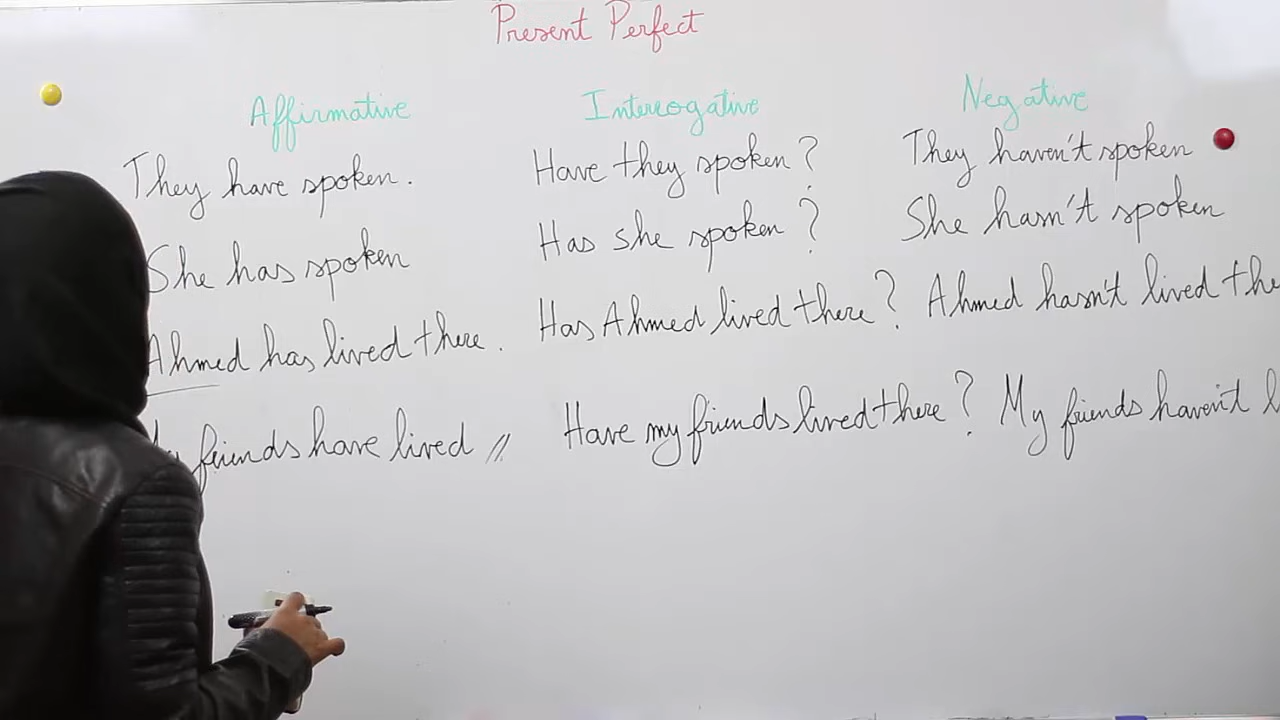 Present Perfect
Affirmative Interrogative Negative
They have spoken. Have they spoken? They haven't spoken
She has spoken Has she spoken? She hasn't spoken
Ahmed has lived there. Has Ahmed lived there? Ahmed hasn't lived the
friends have lived // Have my friends lived there? My friends haven't